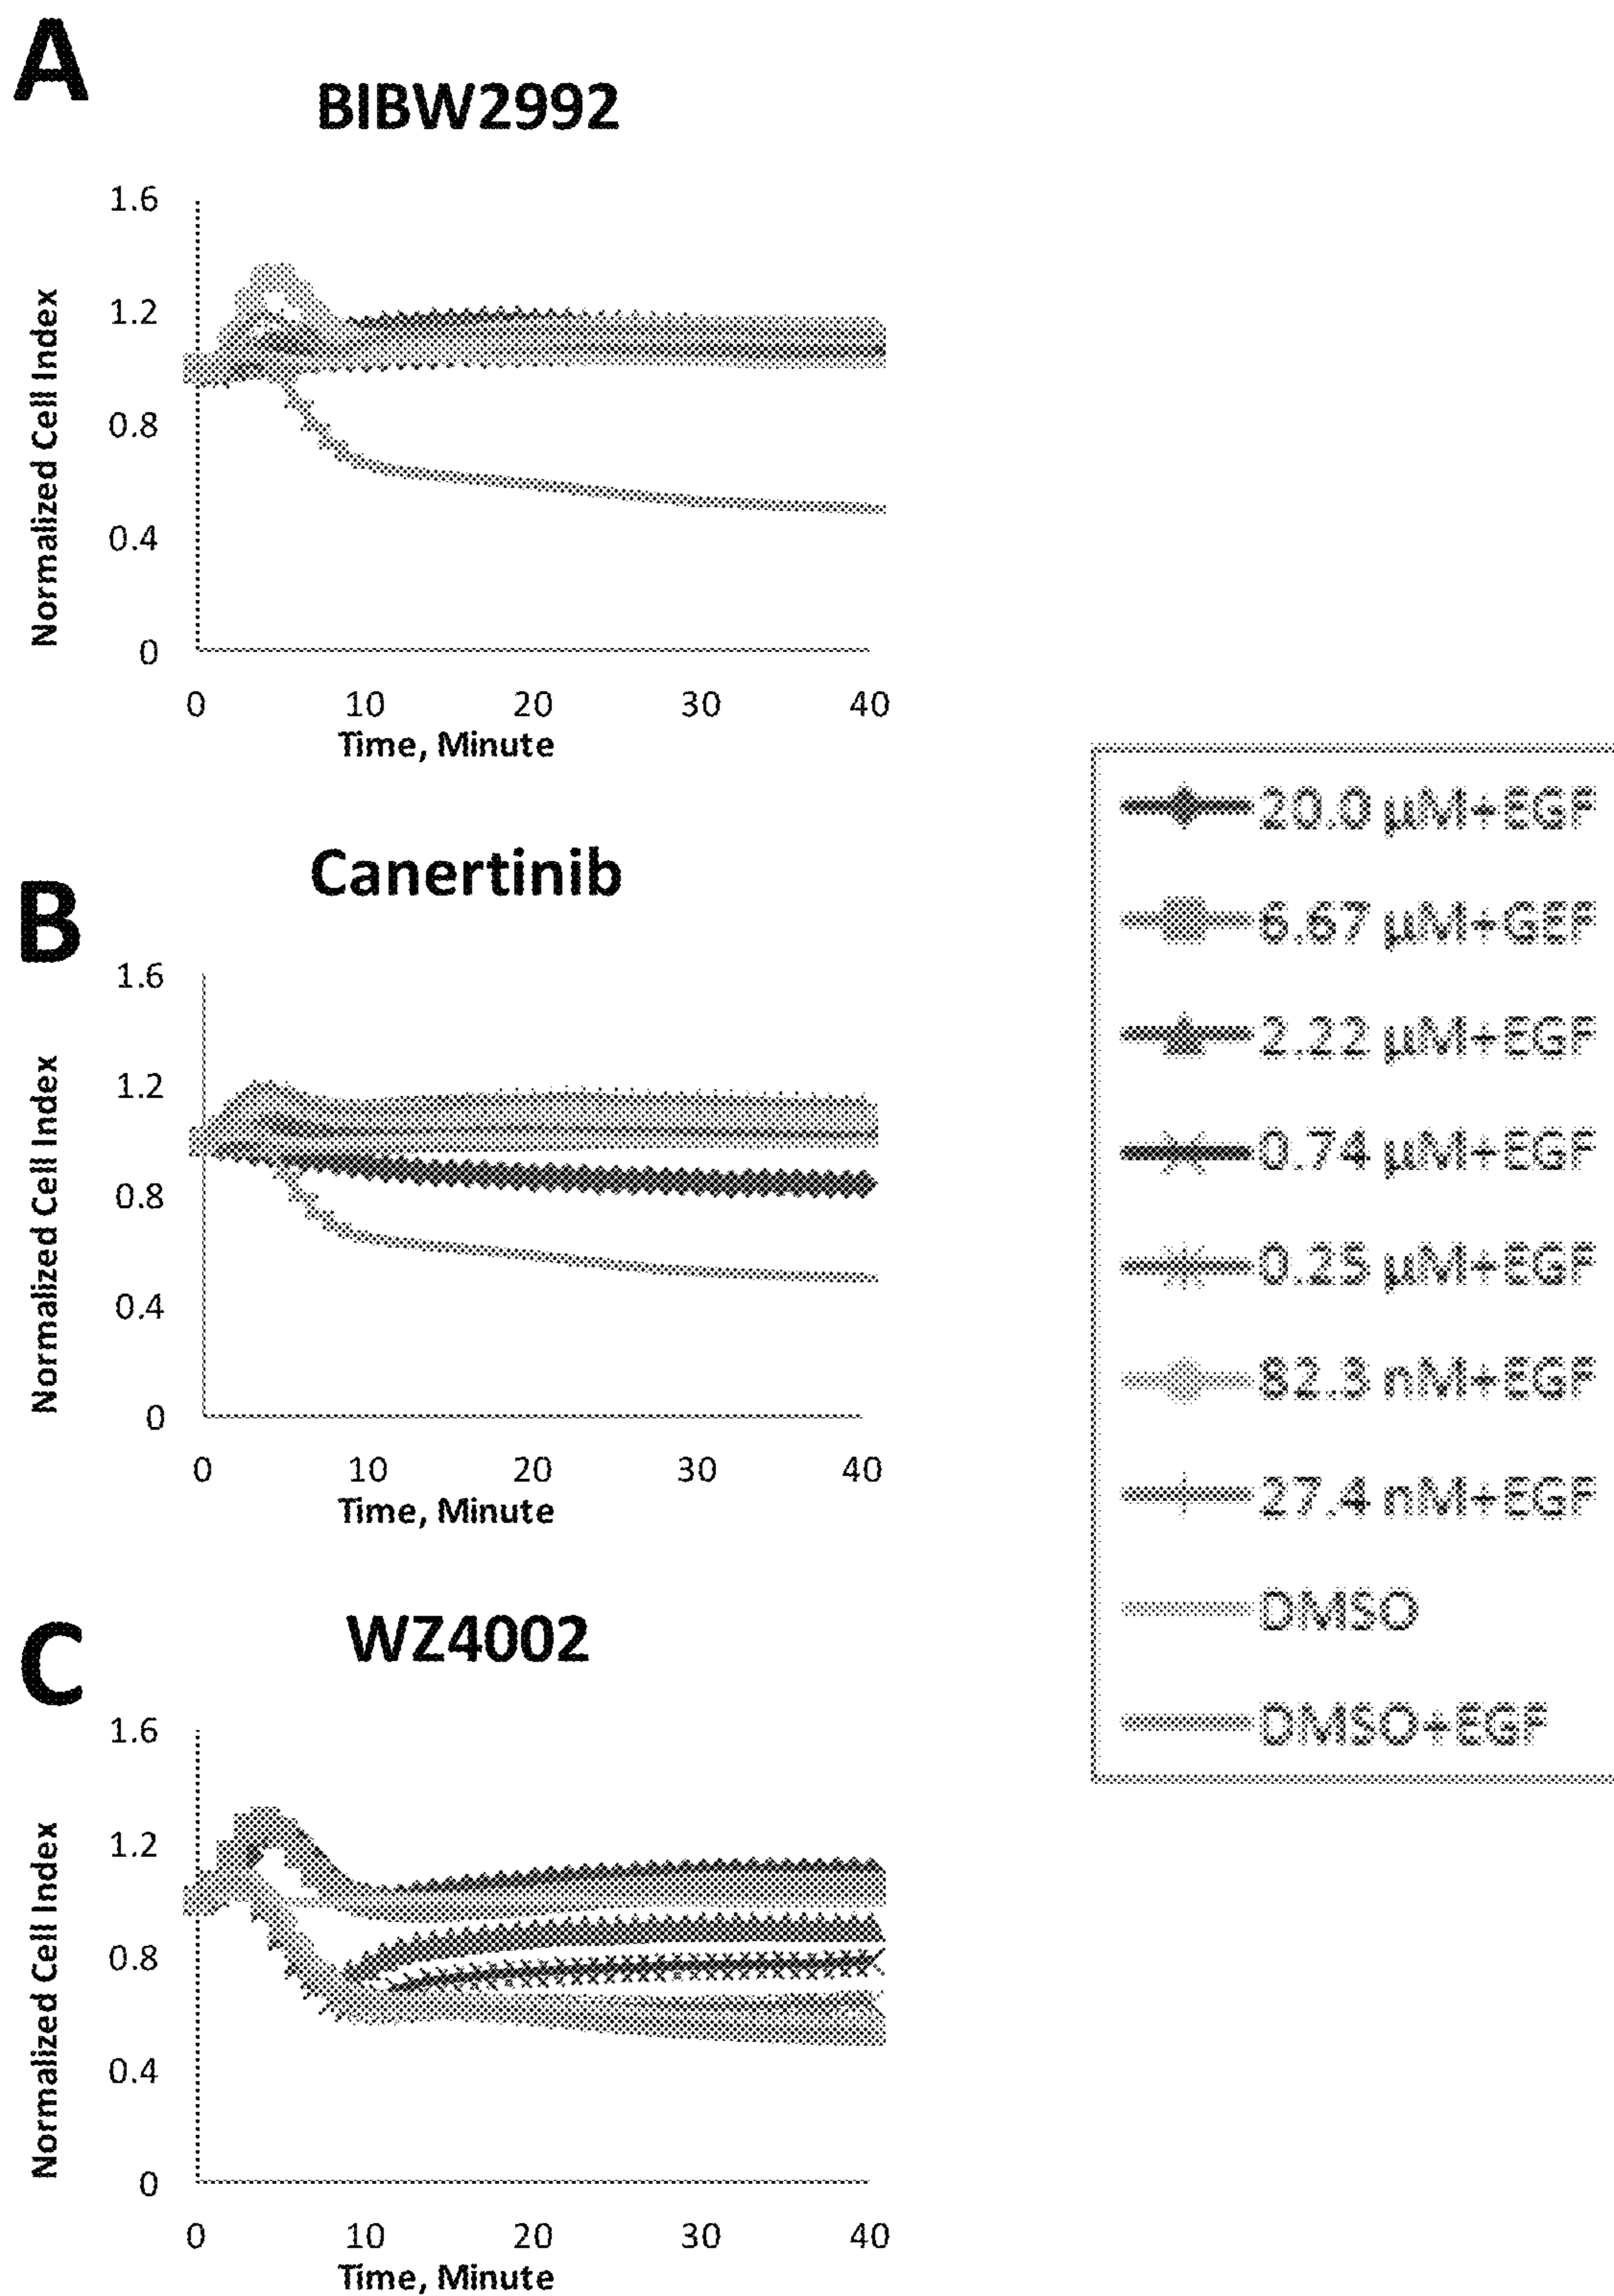 A
BIBW2992
Normalized Cell Index
1.6
1.2
0.8
0.4
0
0 10 20 30 40
Time, Minute
B
Canertinib
Normalized Cell Index
1.6
1.2
0.8
0.4
0
0 10 20 30 40
Time, Minute
C
WZ4002
Normalized Cell Index
1.6
1.2
0.8
0.4
0
0 10 20 30 40
Time, Minute
20.0 µM+EGF
6.67 µM+GEF
2.22 µM+EGF
0.74 µM+EGF
0.25 µM+EGF
82.3 nM+EGF
27.4 nM+EGF
DMSO
DMSO+EGF